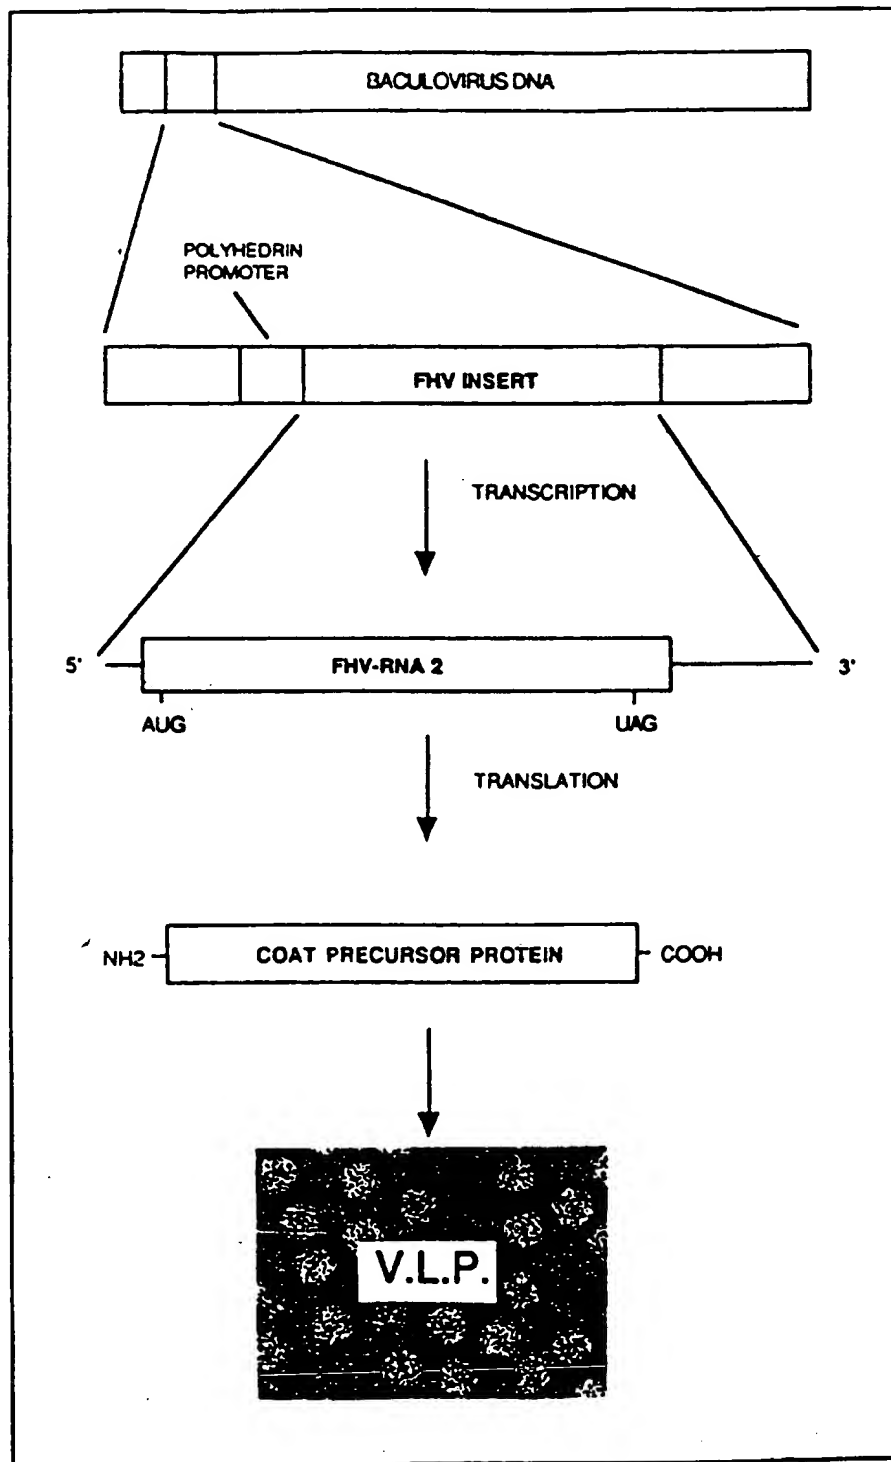 BACULOVIRUS DNA
POLYHEDRIN
PROMOTER
FHV INSERT
TRANSCRIPTION
5'
FHV-RNA 2
3'
AUG
UAG
TRANSLATION
NH2
COAT PRECURSOR PROTEIN
COOH
V.L.P.